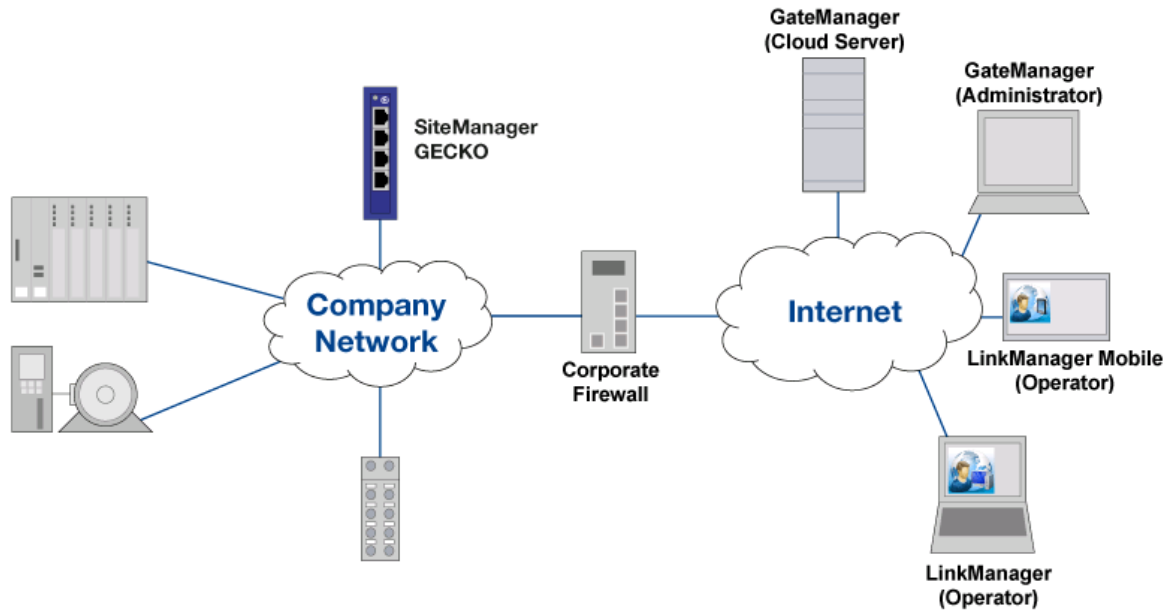 GateManager
(Cloud Server)
GateManager
(Administrator)
SiteManager
GECKO
Company
Network
Internet
Corporate
Firewall
LinkManager Mobile
(Operator)
LinkManager
(Operator)